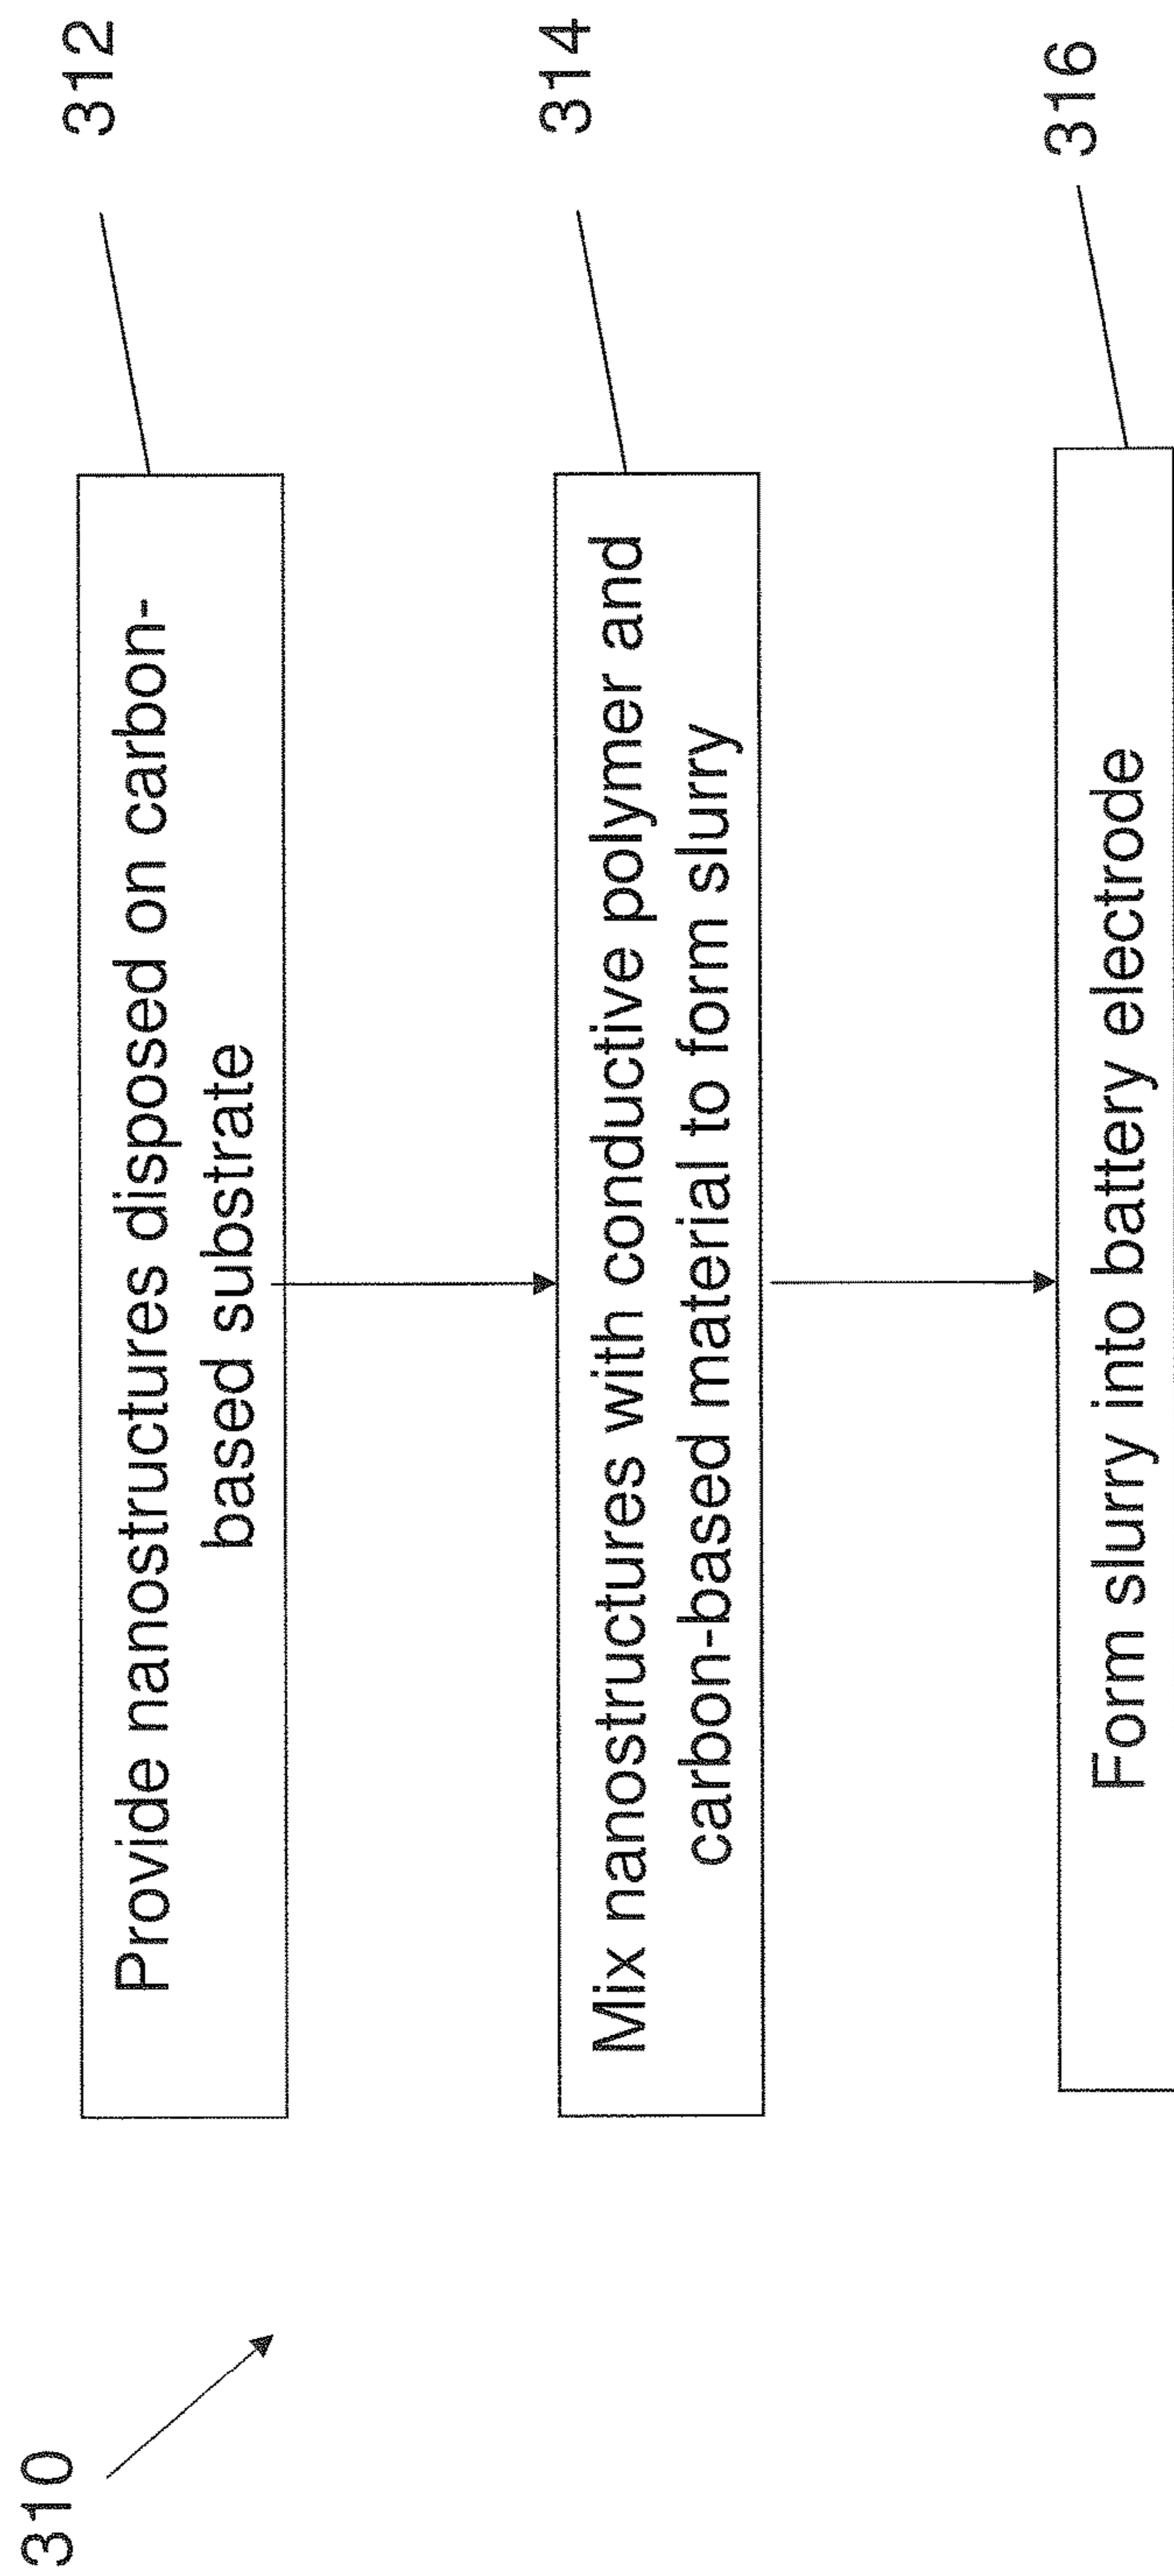 310
Provide nanostructures disposed on carbon-
based substrate
312
Mix nanostructures with conductive polymer and
carbon-based material to form slurry
314
Form slurry into battery electrode
316